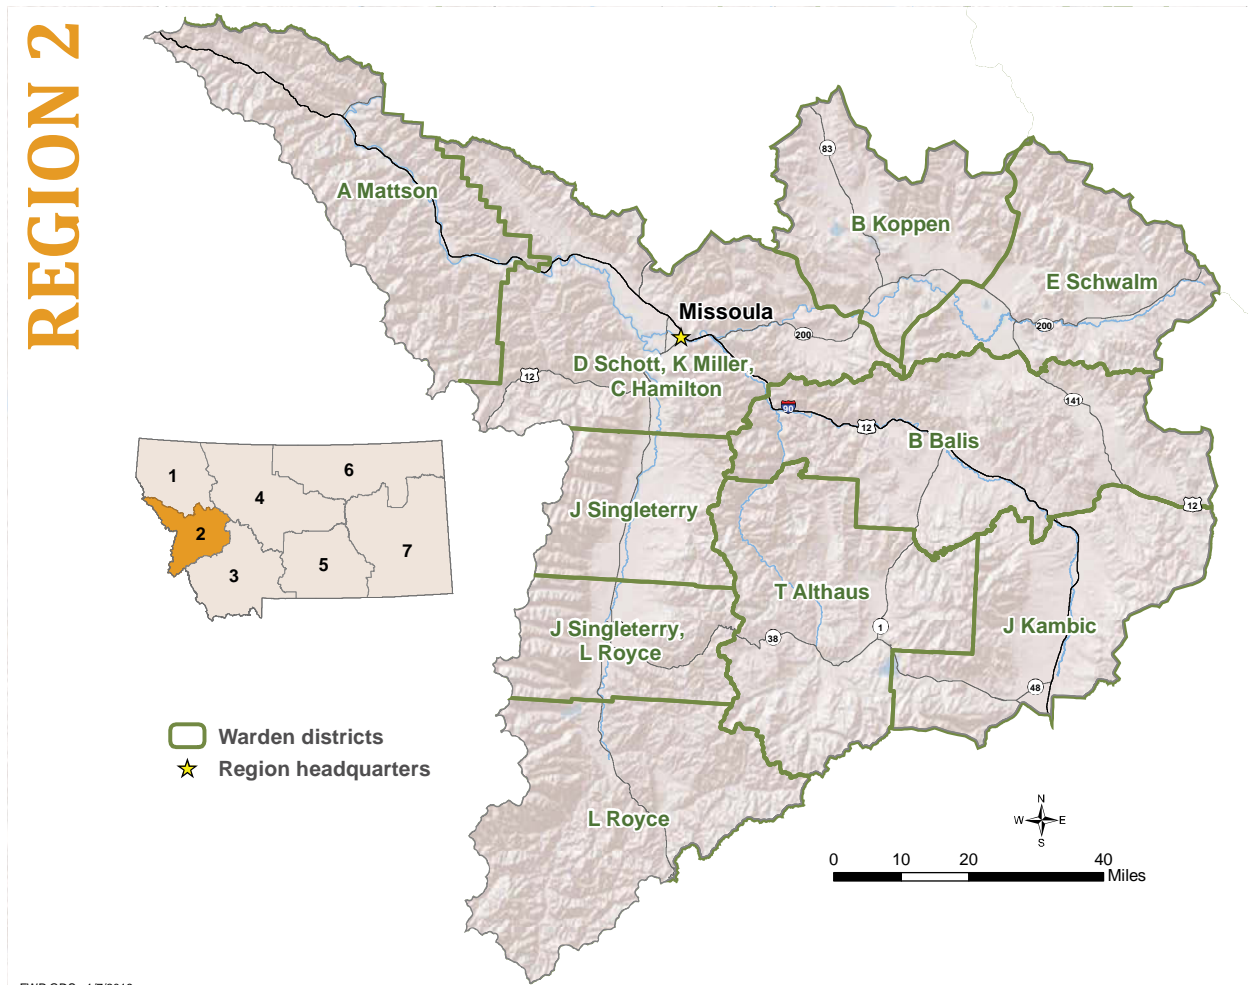 REGION 2
83
A Mattson
B Koppen
E Schwalm
Missoula
200
200
D Schott, K Miller,
C Hamilton
12
90
12
141
B Balis
12
J Singleterry
T Althaus
J Singleterry,
L Royce
38
1
J Kambic
48
L Royce
1
2
3
4
5
6
7
Warden districts
Region headquarters
N
W E
S
0 10 20 40
Miles